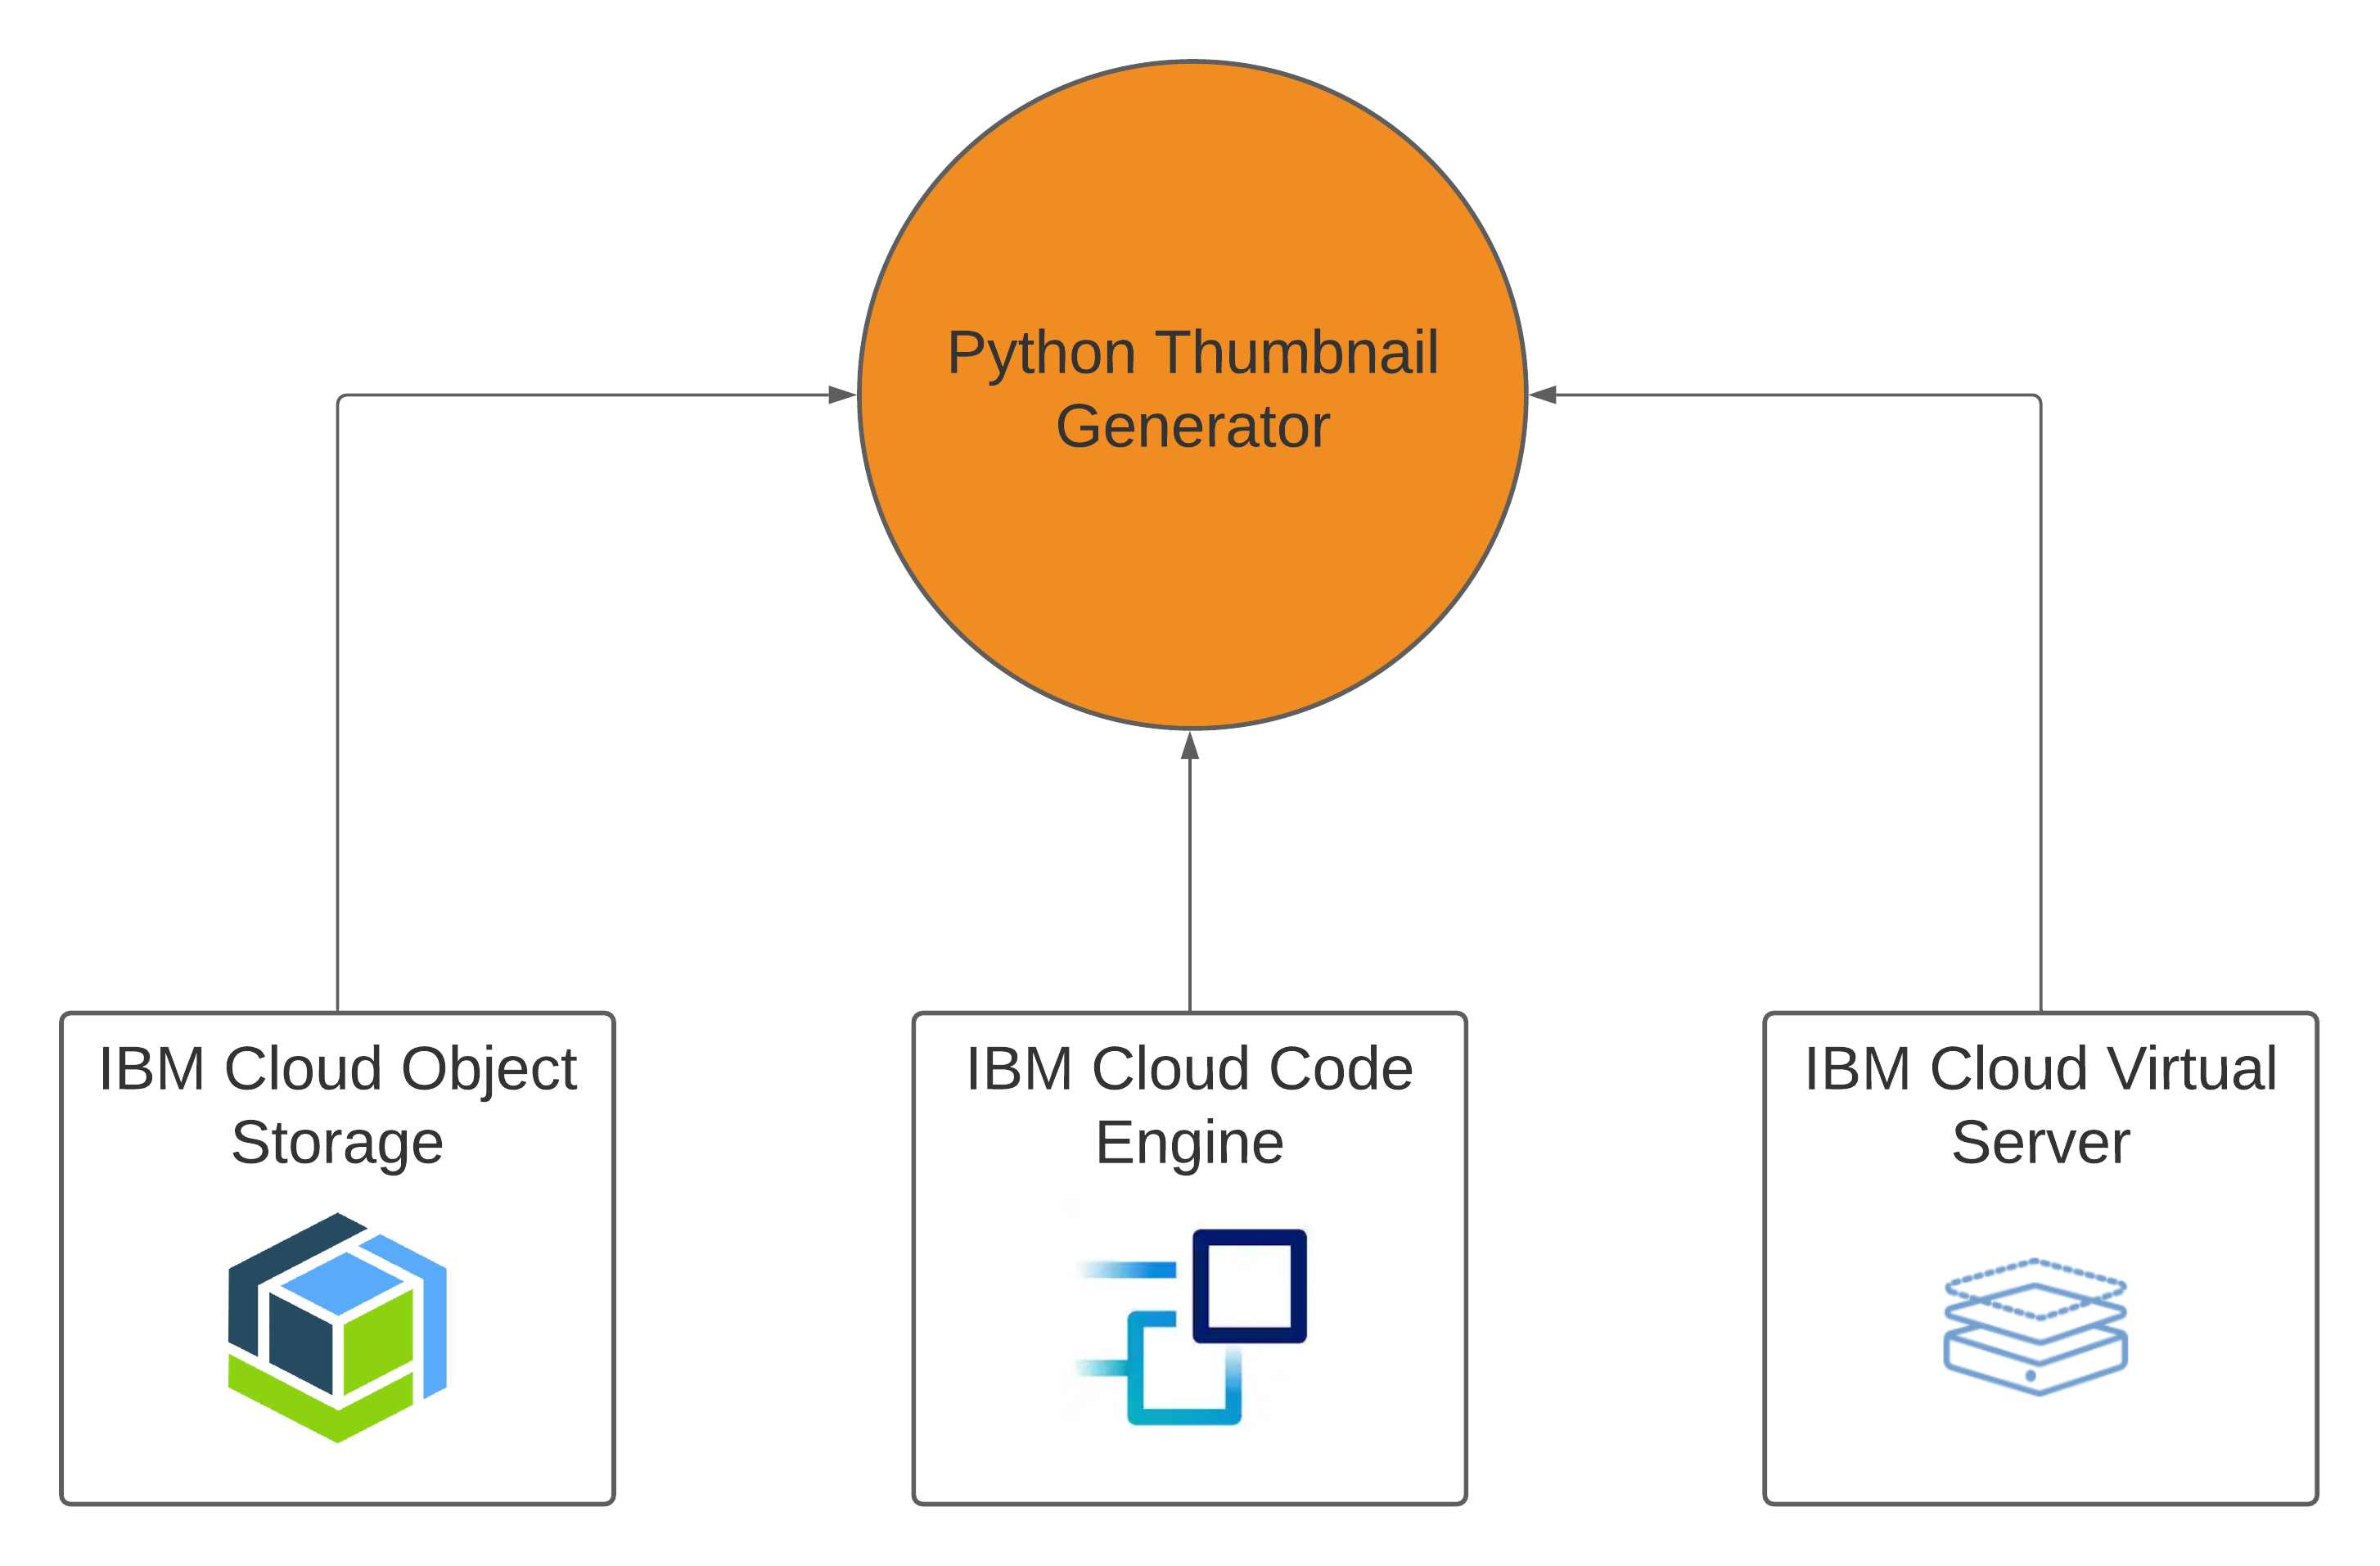 Python Thumbnail
Generator
IBM Cloud Object
Storage
IBM Cloud Code
Engine
IBM Cloud Virtual
Server